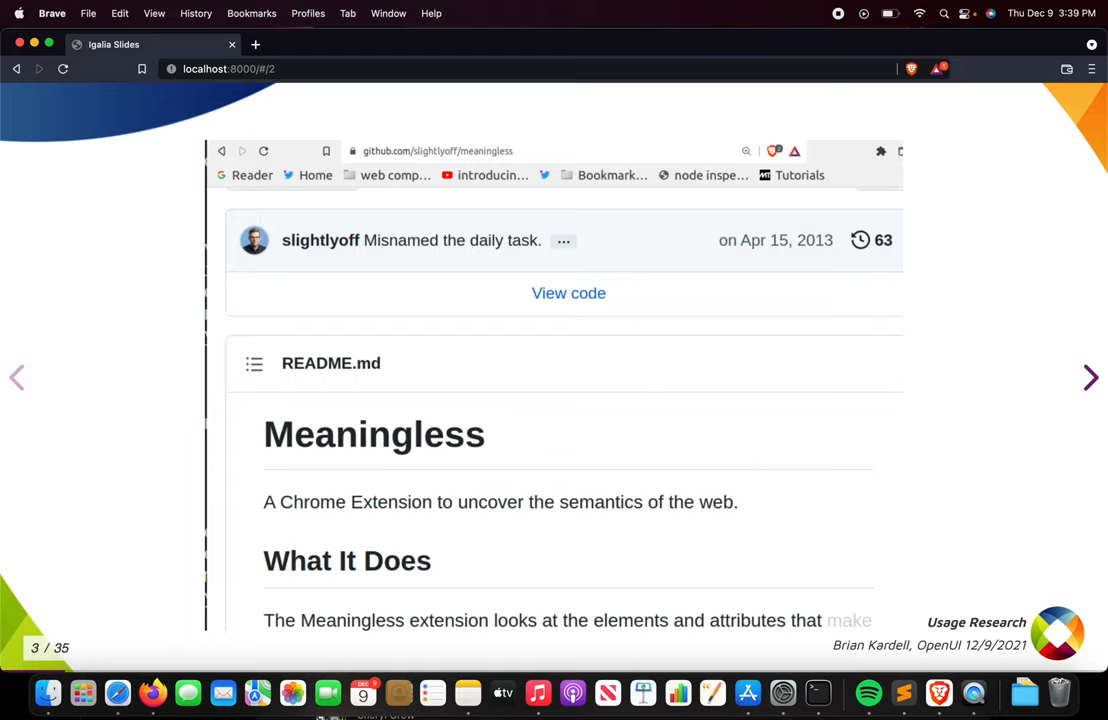 Brave File Edit View History Bookmarks Profiles Tab Window Help Thu Dec 9 3:39 PM
Igalia Slides
localhost:8000/#/2
github.com/slightlyoff/meaningless
Reader Home web comp... introducin... Bookmark... node inspe... Tutorials
slightlyoff Misnamed the daily task. ... on Apr 15, 2013 63
View code
README.md
Meaningless
A Chrome Extension to uncover the semantics of the web.
What It Does
The Meaningless extension looks at the elements and attributes that make
Usage Research
Brian Kardell, OpenUI 12/9/2021
3 / 35
DEC
9
tv